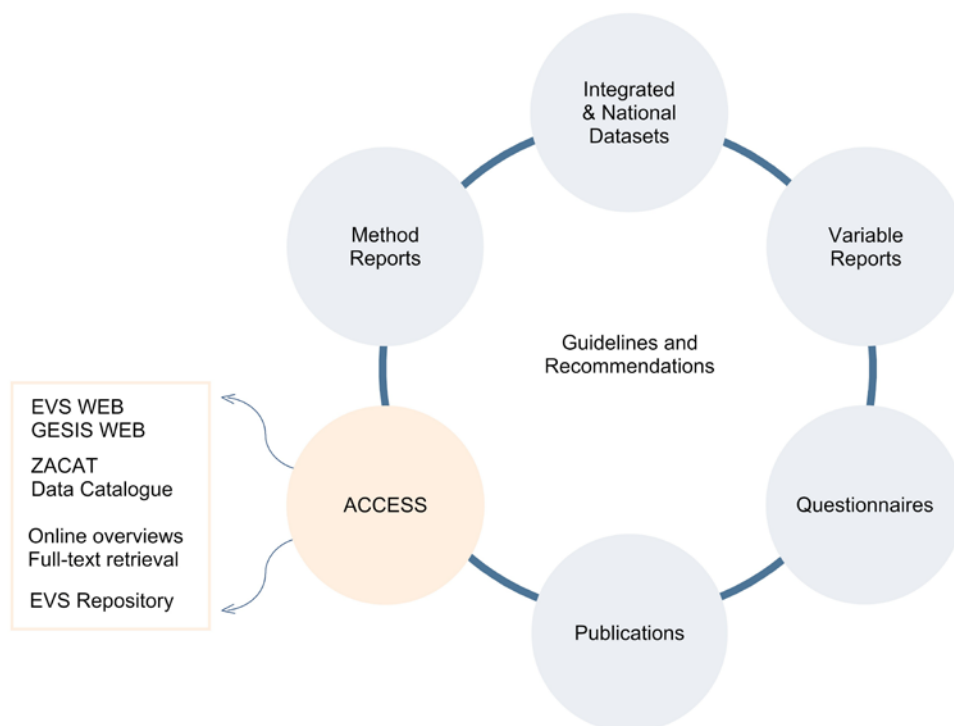 Integrated
& National
Datasets
Method
Reports
Variable
Reports
Guidelines and
Recommendations
EVS WEB
GESIS WEB
ZACAT
Data Catalogue
Online overviews
Full-text retrieval
EVS Repository
ACCESS
Questionnaires
Publications